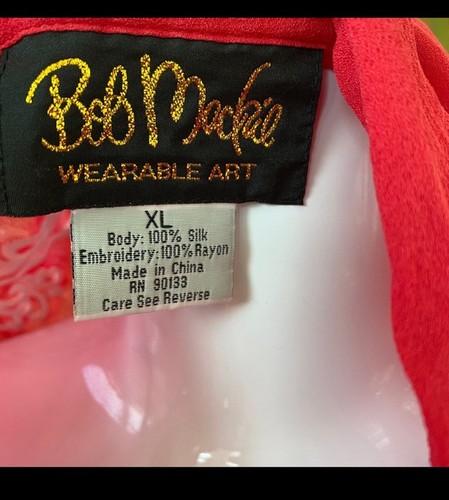 Bob Mackie
WEARABLE ART
XL
Body: 100% Silk
Embroidery: 100% Rayon
Made in China
RN 90133
Care See Reverse